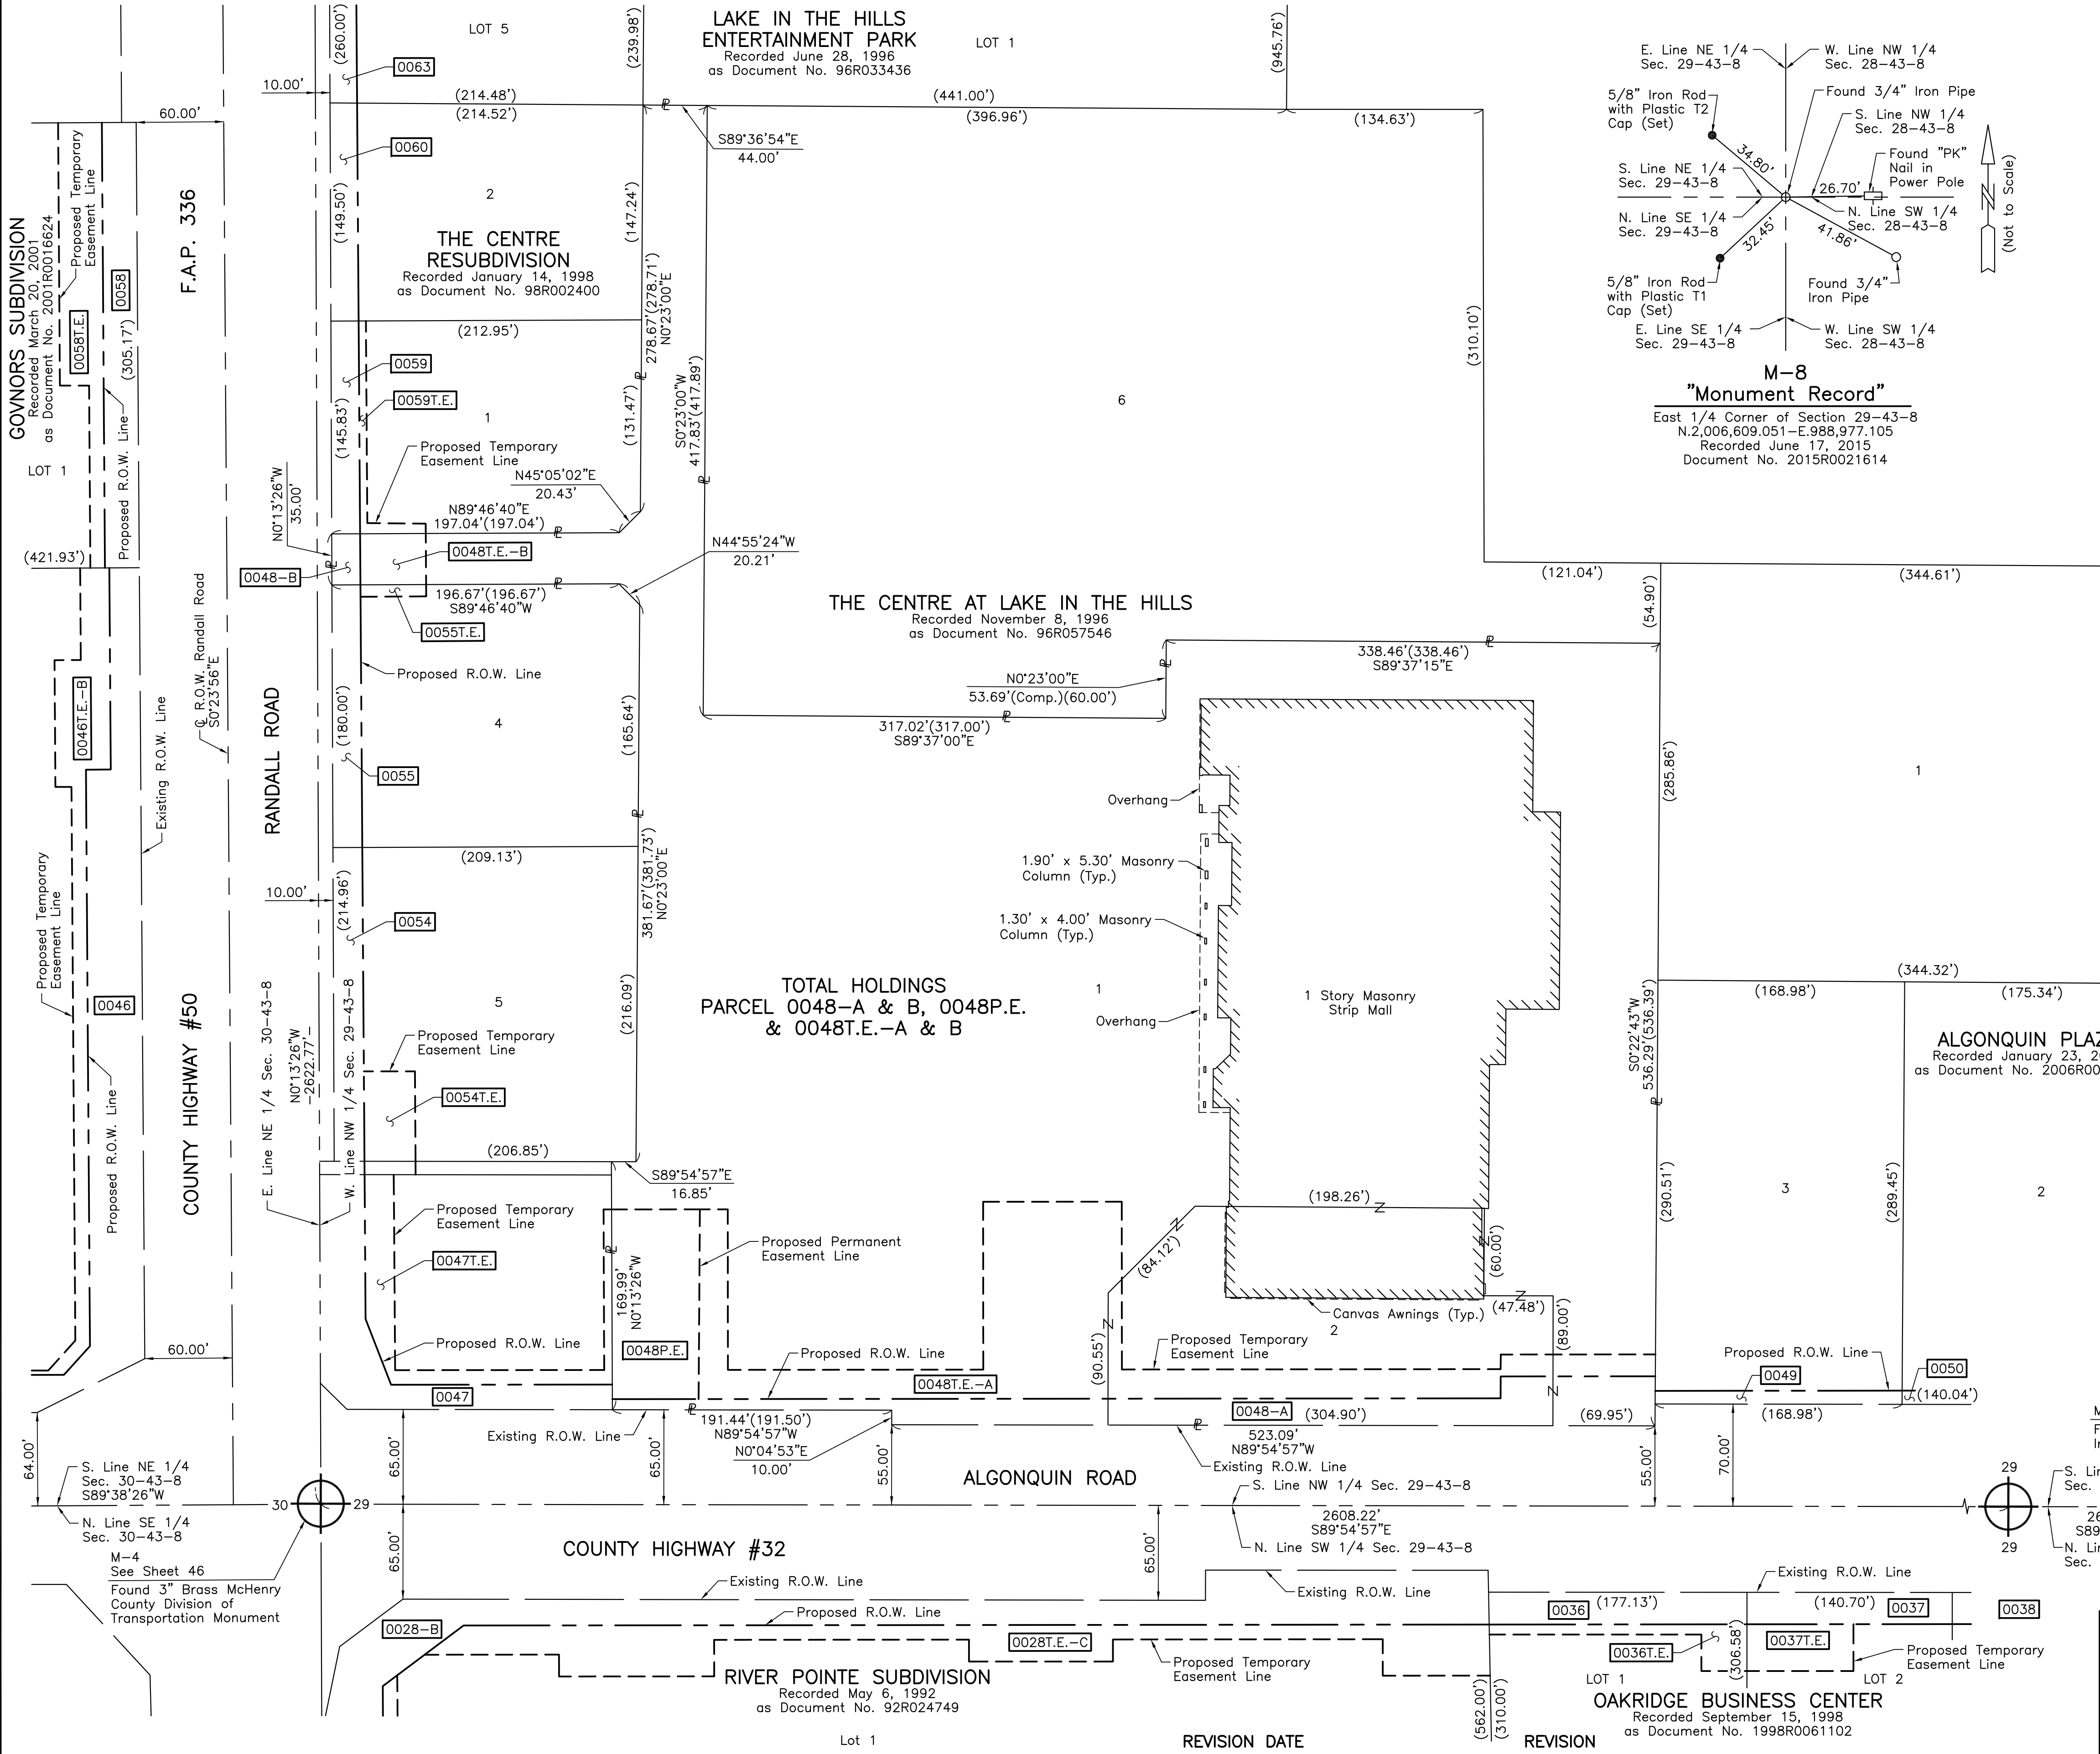 LAKE IN THE HILLS
ENTERTAINMENT PARK
Recorded June 28, 1996
as Document No. 96R033436
LOT 5
LOT 1
(260.00')
(239.98')
(945.76')
0063
10.00'
(214.48')
(214.52')
(441.00')
(396.96')
(134.63')
S89°36'54"E
44.00'
60.00'
0060
(149.50')
2
(147.24')
THE CENTRE
RESUBDIVISION
Recorded January 14, 1998
as Document No. 98R002400
278.67'(278.71')
N0°23'00"E
(212.95')
0059
0059T.E.
1
(145.83')
(131.47')
Proposed Temporary
Easement Line
N45°05'02"E
20.43'
N89°46'40"E
197.04'(197.04')
N0°13'26"W
35.00'
0048T.E.-B
0048-B
196.67'(196.67')
S89°46'40"W
0055T.E.
N44°55'24"W
20.21'
Proposed R.O.W. Line
S0°23'00"W
417.83'(417.89')
6
(310.10')
GOVNORS SUBDIVISION
Recorded March 20, 2001
as Document No. 2001R0016624
Proposed Temporary
Easement Line
0058T.E.
0058
(305.17')
Proposed R.O.W. Line
LOT 1
(421.93')
F.A.P. 336
E. Line NE 1/4
Sec. 29-43-8
W. Line NW 1/4
Sec. 28-43-8
5/8" Iron Rod
with Plastic T2
Cap (Set)
Found 3/4" Iron Pipe
S. Line NW 1/4
Sec. 28-43-8
34.80'
Found "PK"
Nail in
Power Pole
S. Line NE 1/4
Sec. 29-43-8
26.70'
N. Line SE 1/4
Sec. 29-43-8
N. Line SW 1/4
Sec. 28-43-8
32.45'
41.86'
5/8" Iron Rod
with Plastic T1
Cap (Set)
Found 3/4"
Iron Pipe
E. Line SE 1/4
Sec. 29-43-8
W. Line SW 1/4
Sec. 28-43-8
N
(Not to Scale)
M-8
"Monument Record"
East 1/4 Corner of Section 29-43-8
N.2,006,609.051-E.988,977.105
Recorded June 17, 2015
Document No. 2015R0021614
(121.04')
(344.61')
(54.90')
THE CENTRE AT LAKE IN THE HILLS
Recorded November 8, 1996
as Document No. 96R057546
338.46'(338.46')
S89°37'15"E
N0°23'00"E
53.69'(Comp.)(60.00')
317.02'(317.00')
S89°37'00"E
0046T.E.-B
Existing R.O.W. Line
℄ R.O.W. Randall Road
S0°23'56"E
RANDALL ROAD
(180.00')
4
(165.64')
0055
(209.13')
381.67'(381.73')
N0°23'00"E
10.00'
(214.96')
0054
5
(216.09')
(285.86')
1
Overhang
1.90' x 5.30' Masonry
Column (Typ.)
1.30' x 4.00' Masonry
Column (Typ.)
TOTAL HOLDINGS
PARCEL 0048-A & B, 0048P.E.
& 0048T.E.-A & B
1
Overhang
1 Story Masonry
Strip Mall
(344.32')
(168.98')
(175.34')
S0°22'43"W
536.29'(536.39')
ALGONQUIN PLAZ
Recorded January 23, 2
as Document No. 2006R00
Proposed Temporary
Easement Line
0046
Proposed R.O.W. Line
COUNTY HIGHWAY #50
E. Line NE 1/4 Sec. 30-43-8
N0°13'26"W
2622.77'
W. Line NW 1/4 Sec. 29-43-8
Proposed Temporary
Easement Line
0054T.E.
(206.85')
S89°54'57"E
16.85'
Proposed Temporary
Easement Line
0047T.E.
Proposed R.O.W. Line
169.99'
N0°13'26"W
Proposed Permanent
Easement Line
0048P.E.
Proposed R.O.W. Line
0048T.E.-A
(198.26')
(84.12')
(60.00')
Canvas Awnings (Typ.)
2
(47.48')
(89.00')
(90.55')
Proposed Temporary
Easement Line
(290.51')
3
(289.45')
2
Proposed R.O.W. Line
0049
0050
(140.04')
(168.98')
60.00'
0047
191.44'(191.50')
N89°54'57"W
Existing R.O.W. Line
N0°04'53"E
10.00'
0048-A
(304.90')
(69.95')
523.09'
N89°54'57"W
Existing R.O.W. Line
64.00'
65.00'
65.00'
55.00'
55.00'
70.00'
S. Line NE 1/4
Sec. 30-43-8
S89°38'26"W
30
29
N. Line SE 1/4
Sec. 30-43-8
ALGONQUIN ROAD
S. Line NW 1/4 Sec. 29-43-8
2608.22'
S89°54'57"E
N. Line SW 1/4 Sec. 29-43-8
29
29
M
F
Ir
S. Lin
Sec.
26
S89
N. Lin
Sec.
COUNTY HIGHWAY #32
65.00'
65.00'
M-4
See Sheet 46
Found 3" Brass McHenry
County Division of
Transportation Monument
Existing R.O.W. Line
Existing R.O.W. Line
Existing R.O.W. Line
Proposed R.O.W. Line
0028-B
0028T.E.-C
Proposed Temporary
Easement Line
0036
(177.13')
(140.70')
0037
0038
0036T.E.
(306.58')
0037T.E.
Proposed Temporary
Easement Line
RIVER POINTE SUBDIVISION
Recorded May 6, 1992
as Document No. 92R024749
Lot 1
(562.00')
(310.00')
LOT 1
LOT 2
OAKRIDGE BUSINESS CENTER
Recorded September 15, 1998
as Document No. 1998R0061102
REVISION DATE
REVISION